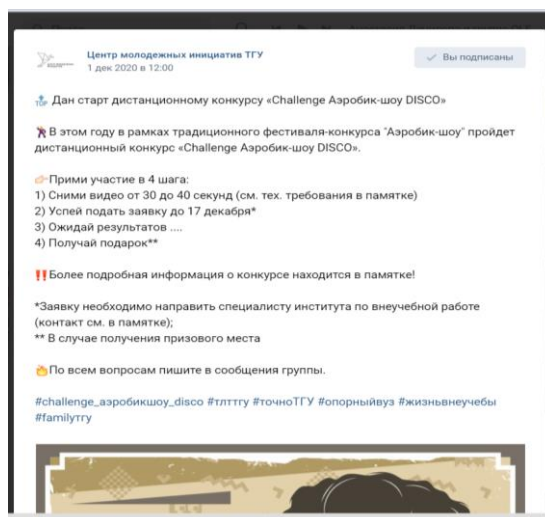 Центр молодежных инициатив ТГУ
1 дек 2020 в 12:00
Вы подписаны
TOP Дан старт дистанционному конкурсу «Challenge Аэробик-шоу DISCO»
В этом году в рамках традиционного фестиваля-конкурса "Аэробик-шоу" пройдет
дистанционный конкурс «Challenge Аэробик-шоу DISCO».
Прими участие в 4 шага:
1) Сними видео от 30 до 40 секунд (см. тех. требования в памятке)
2) Успей подать заявку до 17 декабря*
3) Ожидай результатов ....
4) Получай подарок**
‼Более подробная информация о конкурсе находится в памятке!
*Заявку необходимо направить специалисту института по внеучебной работе
(контакт см. в памятке);
** В случае получения призового места
По всем вопросам пишите в сообщения группы.
#challenge_аэробикшоу_disco #тлттгу #точноТГУ #опорныйвуз #жизньвнеучебы
#familyтгу